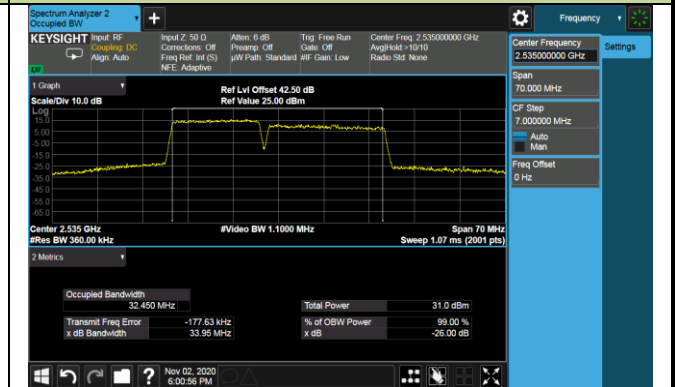 Spectrum Analyzer 2
Occupied BW
+
Frequency
KEYSIGHT
Input: RF
Coupling: DC
Align: Auto
Input Z: 50 Ω
Corrections: Off
Freq Ref: Int (S)
NFE: Adaptive
Atten: 6 dB
Preamp: Off
µW Path: Standard
Trig: Free Run
Gate: Off
#IF Gain: Low
Center Freq: 2.535000000 GHz
Avg|Hold:>10/10
Radio Std: None
Center Frequency
2.535000000 GHz
Settings
Span
70.000 MHz
CF Step
7.000000 MHz
Auto
Man
Freq Offset
0 Hz
1 Graph
Scale/Div 10.0 dB
Ref Lvl Offset 42.50 dB
Ref Value 25.00 dBm
Log
15.0
5.00
-5.00
-15.0
-25.0
-35.0
-45.0
-55.0
-65.0
Center 2.535 GHz
#Res BW 360.00 kHz
#Video BW 1.1000 MHz
Span 70 MHz
Sweep 1.07 ms (2001 pts)
2 Metrics
Occupied Bandwidth
32.450 MHz
Total Power 31.0 dBm
Transmit Freq Error -177.63 kHz
% of OBW Power 99.00 %
x dB Bandwidth 33.95 MHz
x dB -26.00 dB
?
Nov 02, 2020
6:00:56 PM